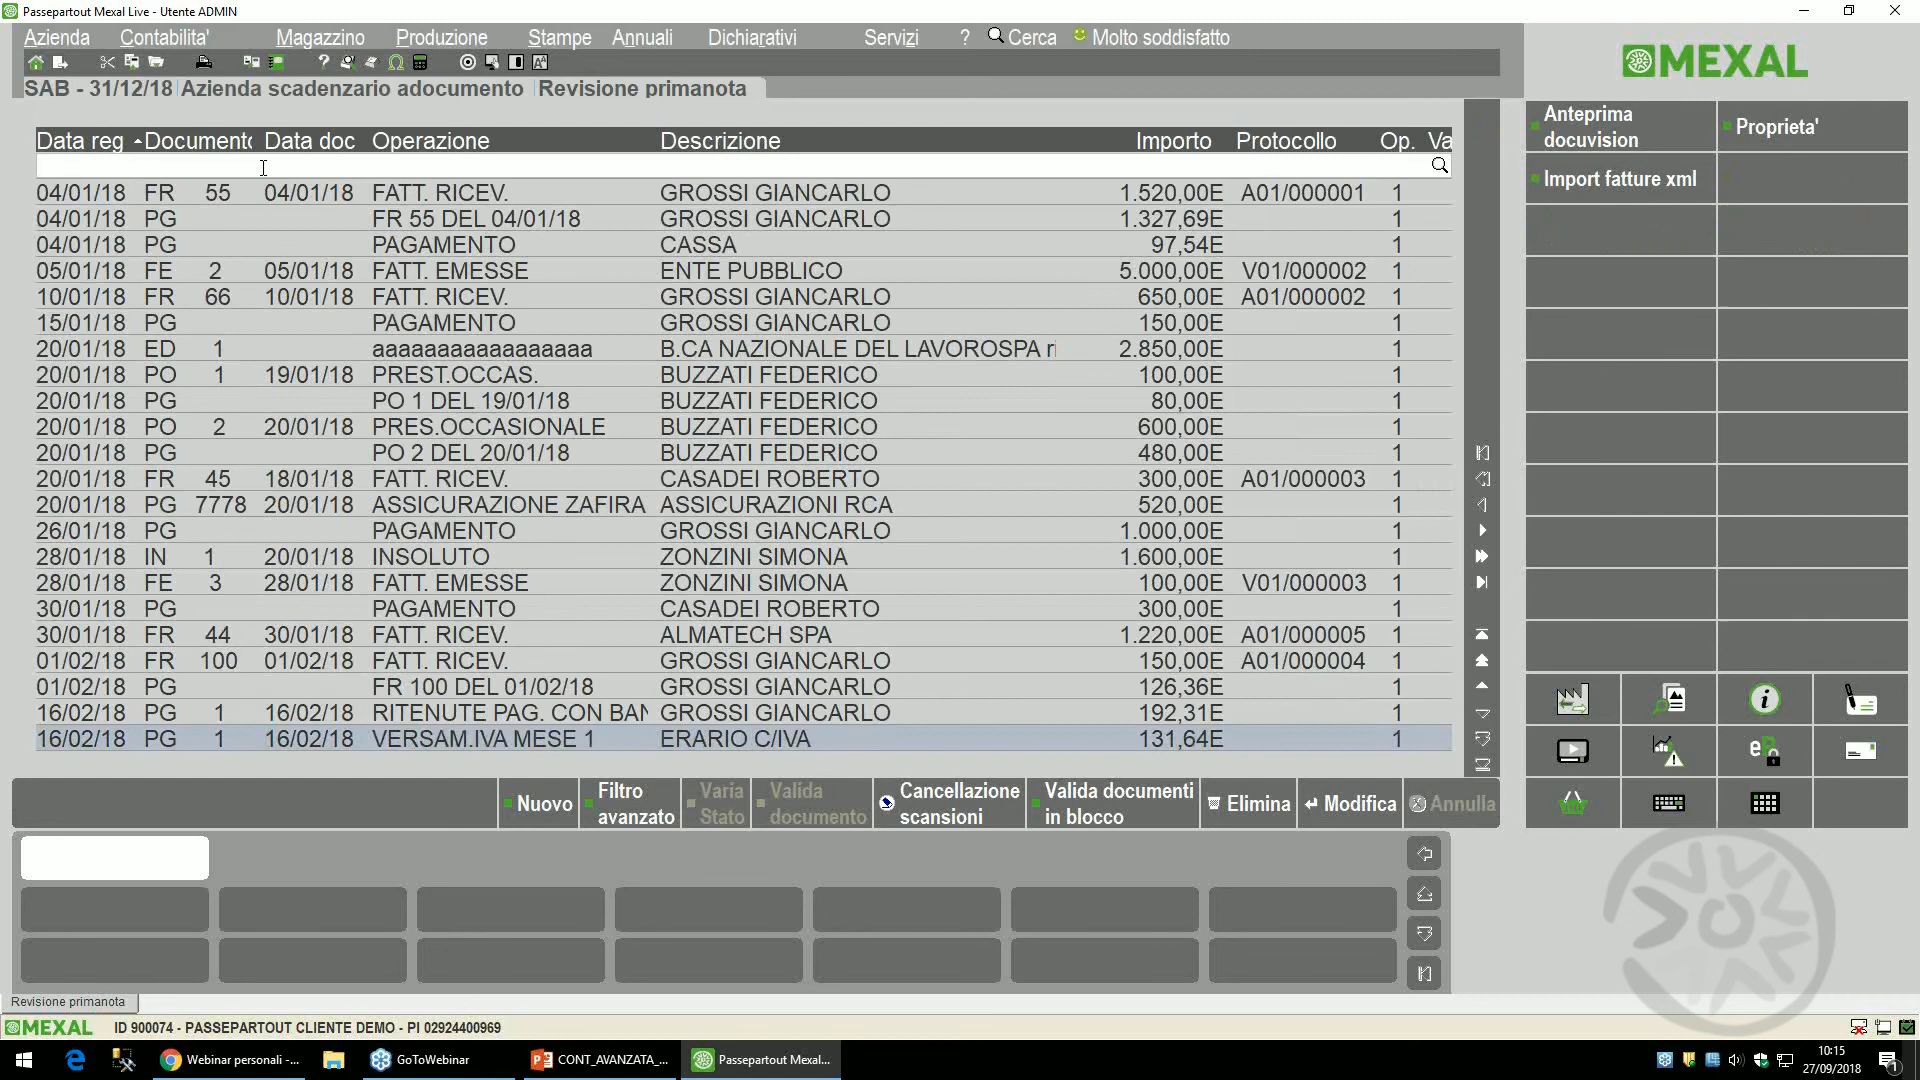 Passepartout Mexal Live - Utente ADMIN
Azienda Contabilita' Magazzino Produzione Stampe Annuali Dichiarativi Servizi ? Cerca Molto soddisfatto
MEXAL
SAB - 31/12/18 Azienda scadenzario adocumento Revisione primanota
Anteprima docuvision
Proprieta'
Import fatture xml
Data reg Documento Data doc Operazione Descrizione Importo Protocollo Op. Va
04/01/18 FR 55 04/01/18 FATT. RICEV. GROSSI GIANCARLO 1.520,00E A01/000001 1
04/01/18 PG FR 55 DEL 04/01/18 GROSSI GIANCARLO 1.327,69E 1
04/01/18 PG PAGAMENTO CASSA 97,54E 1
05/01/18 FE 2 05/01/18 FATT. EMESSE ENTE PUBBLICO 5.000,00E V01/000002 1
10/01/18 FR 66 10/01/18 FATT. RICEV. GROSSI GIANCARLO 650,00E A01/000002 1
15/01/18 PG PAGAMENTO GROSSI GIANCARLO 150,00E 1
20/01/18 ED 1 aaaaaaaaaaaaaaaaa B.CA NAZIONALE DEL LAVOROSPA ri 2.850,00E 1
20/01/18 PO 1 19/01/18 PREST.OCCAS. BUZZATI FEDERICO 100,00E 1
20/01/18 PG PO 1 DEL 19/01/18 BUZZATI FEDERICO 80,00E 1
20/01/18 PO 2 20/01/18 PRES.OCCASIONALE BUZZATI FEDERICO 600,00E 1
20/01/18 PG PO 2 DEL 20/01/18 BUZZATI FEDERICO 480,00E 1
20/01/18 FR 45 18/01/18 FATT. RICEV. CASADEI ROBERTO 300,00E A01/000003 1
20/01/18 PG 7778 20/01/18 ASSICURAZIONE ZAFIRA ASSICURAZIONI RCA 520,00E 1
26/01/18 PG PAGAMENTO GROSSI GIANCARLO 1.000,00E 1
28/01/18 IN 1 20/01/18 INSOLUTO ZONZINI SIMONA 1.600,00E 1
28/01/18 FE 3 28/01/18 FATT. EMESSE ZONZINI SIMONA 100,00E V01/000003 1
30/01/18 PG PAGAMENTO CASADEI ROBERTO 300,00E 1
30/01/18 FR 44 30/01/18 FATT. RICEV. ALMATECH SPA 1.220,00E A01/000005 1
01/02/18 FR 100 01/02/18 FATT. RICEV. GROSSI GIANCARLO 150,00E A01/000004 1
01/02/18 PG FR 100 DEL 01/02/18 GROSSI GIANCARLO 126,36E 1
16/02/18 PG 1 16/02/18 RITENUTE PAG. CON BAN GROSSI GIANCARLO 192,31E 1
16/02/18 PG 1 16/02/18 VERSAM.IVA MESE 1 ERARIO C/IVA 131,64E 1
Nuovo
Filtro avanzato
Varia Stato
Valida documento
Cancellazione scansioni
Valida documenti in blocco
Elimina
Modifica
Annulla
Revisione primanota
MEXAL ID 900074 - PASSEPARTOUT CLIENTE DEMO - PI 02924400969
Webinar personali -...
GoToWebinar
CONT_AVANZATA_...
Passepartout Mexal...
10:15
27/09/2018
1